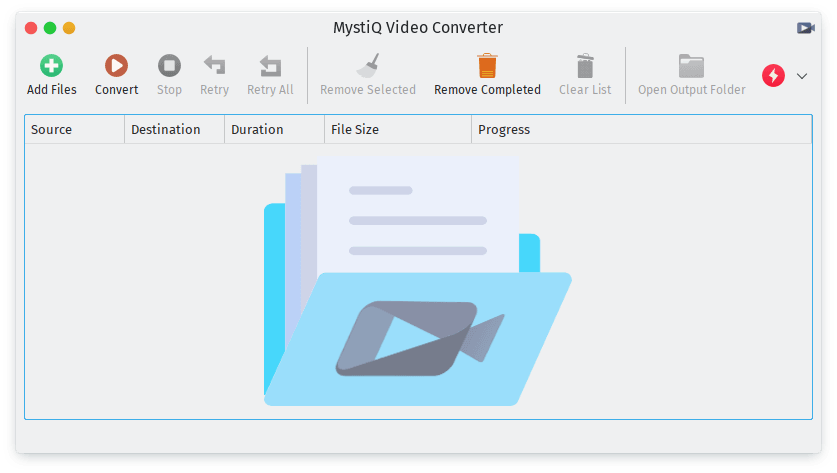 MystiQ Video Converter
Add Files Convert Stop Retry Retry All Remove Selected Remove Completed Clear List Open Output Folder
Source Destination Duration File Size Progress